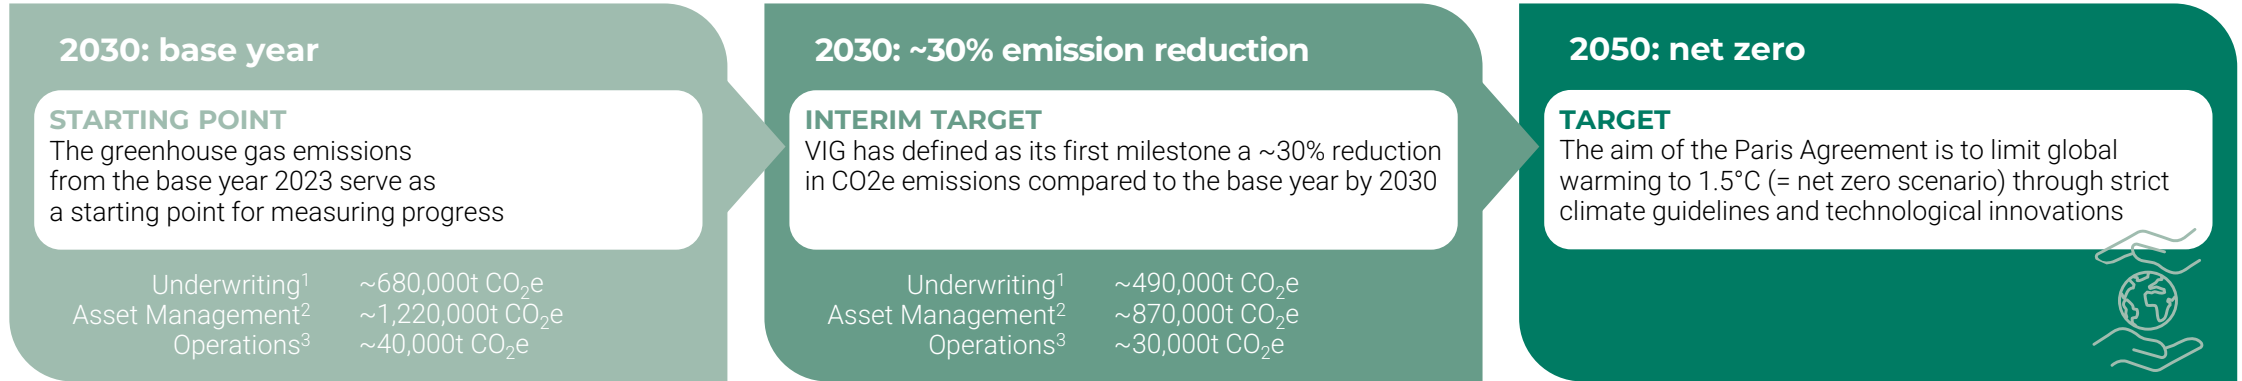 2030: base year
STARTING POINT
The greenhouse gas emissions
from the base year 2023 serve as
a starting point for measuring progress
Underwriting¹ ~680,000t CO₂e
Asset Management² ~1,220,000t CO₂e
Operations³ ~40,000t CO₂e
2030: ~30% emission reduction
INTERIM TARGET
VIG has defined as its first milestone a ~30% reduction
in CO2e emissions compared to the base year by 2030
Underwriting¹ ~490,000t CO₂e
Asset Management² ~870,000t CO₂e
Operations³ ~30,000t CO₂e
2050: net zero
TARGET
The aim of the Paris Agreement is to limit global
warming to 1.5°C (= net zero scenario) through strict
climate guidelines and technological innovations